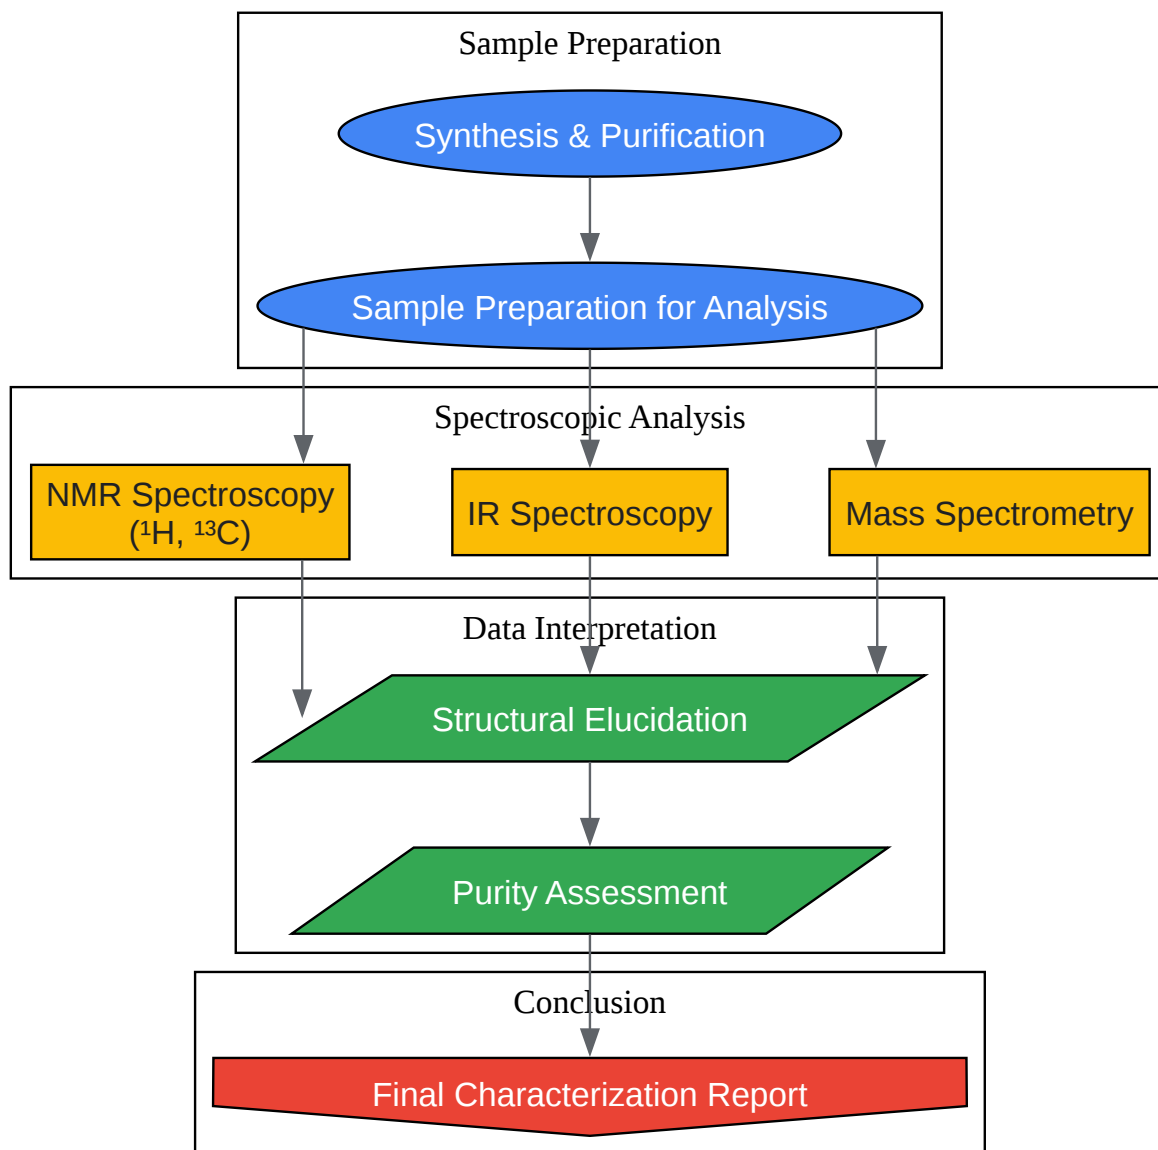 Sample Preparation
Synthesis & Purification
Sample Preparation for Analysis
Spectroscopic Analysis
NMR Spectroscopy
(¹H, ¹³C)
IR Spectroscopy
Mass Spectrometry
Data Interpretation
Structural Elucidation
Purity Assessment
Conclusion
Final Characterization Report